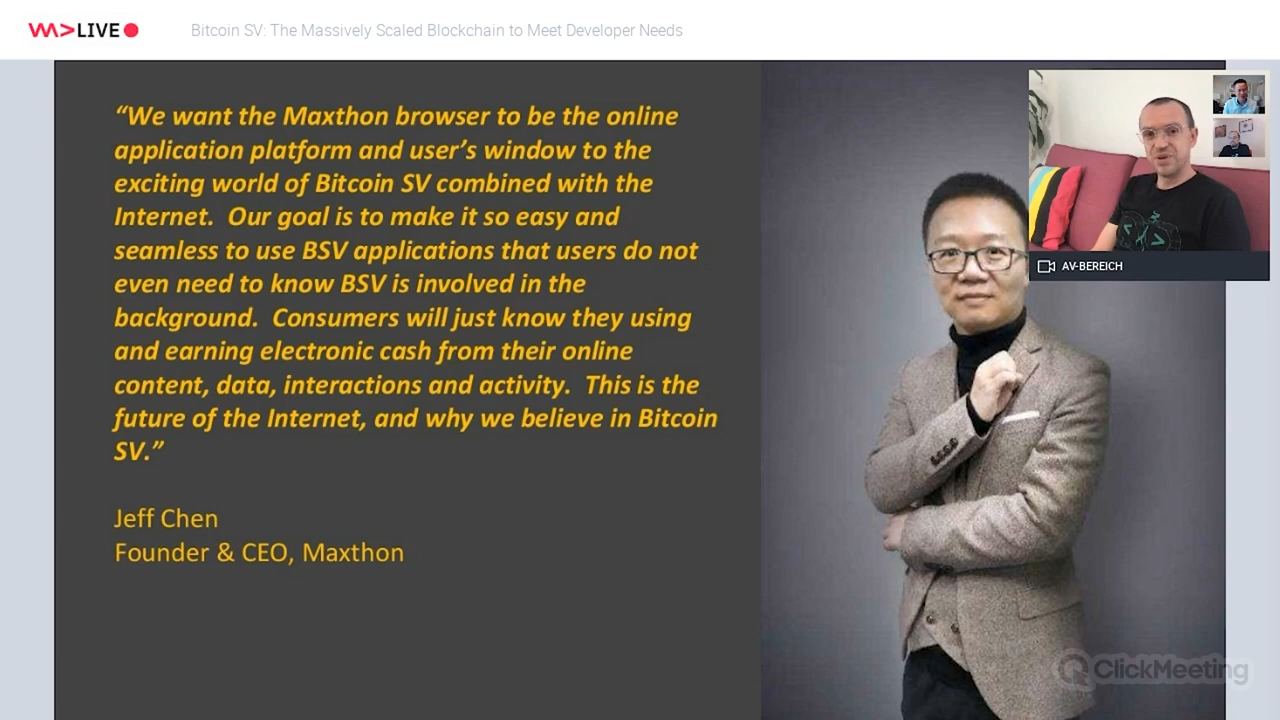 LIVE
Bitcoin SV: The Massively Scaled Blockchain to Meet Developer Needs
“We want the Maxthon browser to be the online
application platform and user’s window to the
exciting world of Bitcoin SV combined with the
Internet.  Our goal is to make it so easy and
seamless to use BSV applications that users do not
even need to know BSV is involved in the
background.  Consumers will just know they using
and earning electronic cash from their online
content, data, interactions and activity.  This is the
future of the Internet, and why we believe in Bitcoin
SV.”
Jeff Chen
Founder & CEO, Maxthon
AV-BEREICH
ClickMeeting